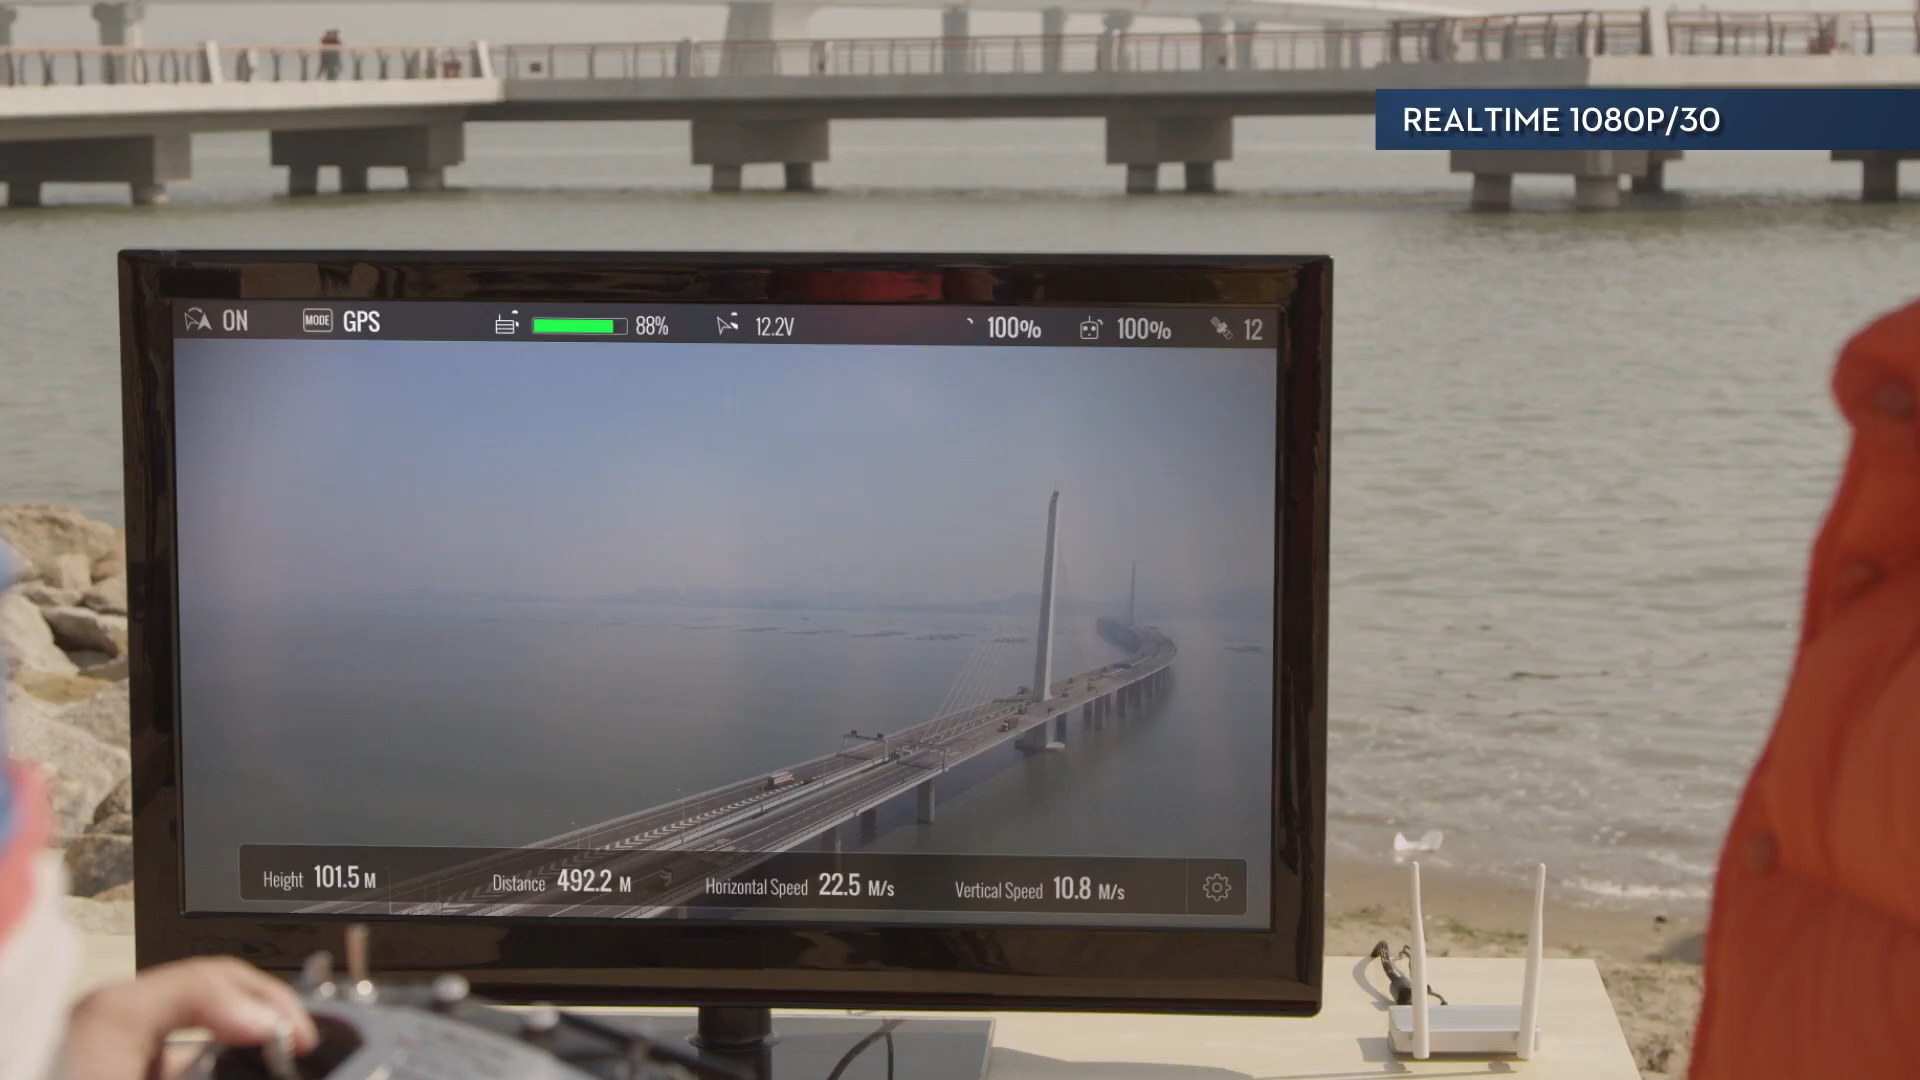 REALTIME 1080P/30
ON MODE GPS 88% 12.2V 100% 100% 12
Height 101.5 M Distance 492.2 M Horizontal Speed 22.5 M/s Vertical Speed 10.8 M/s